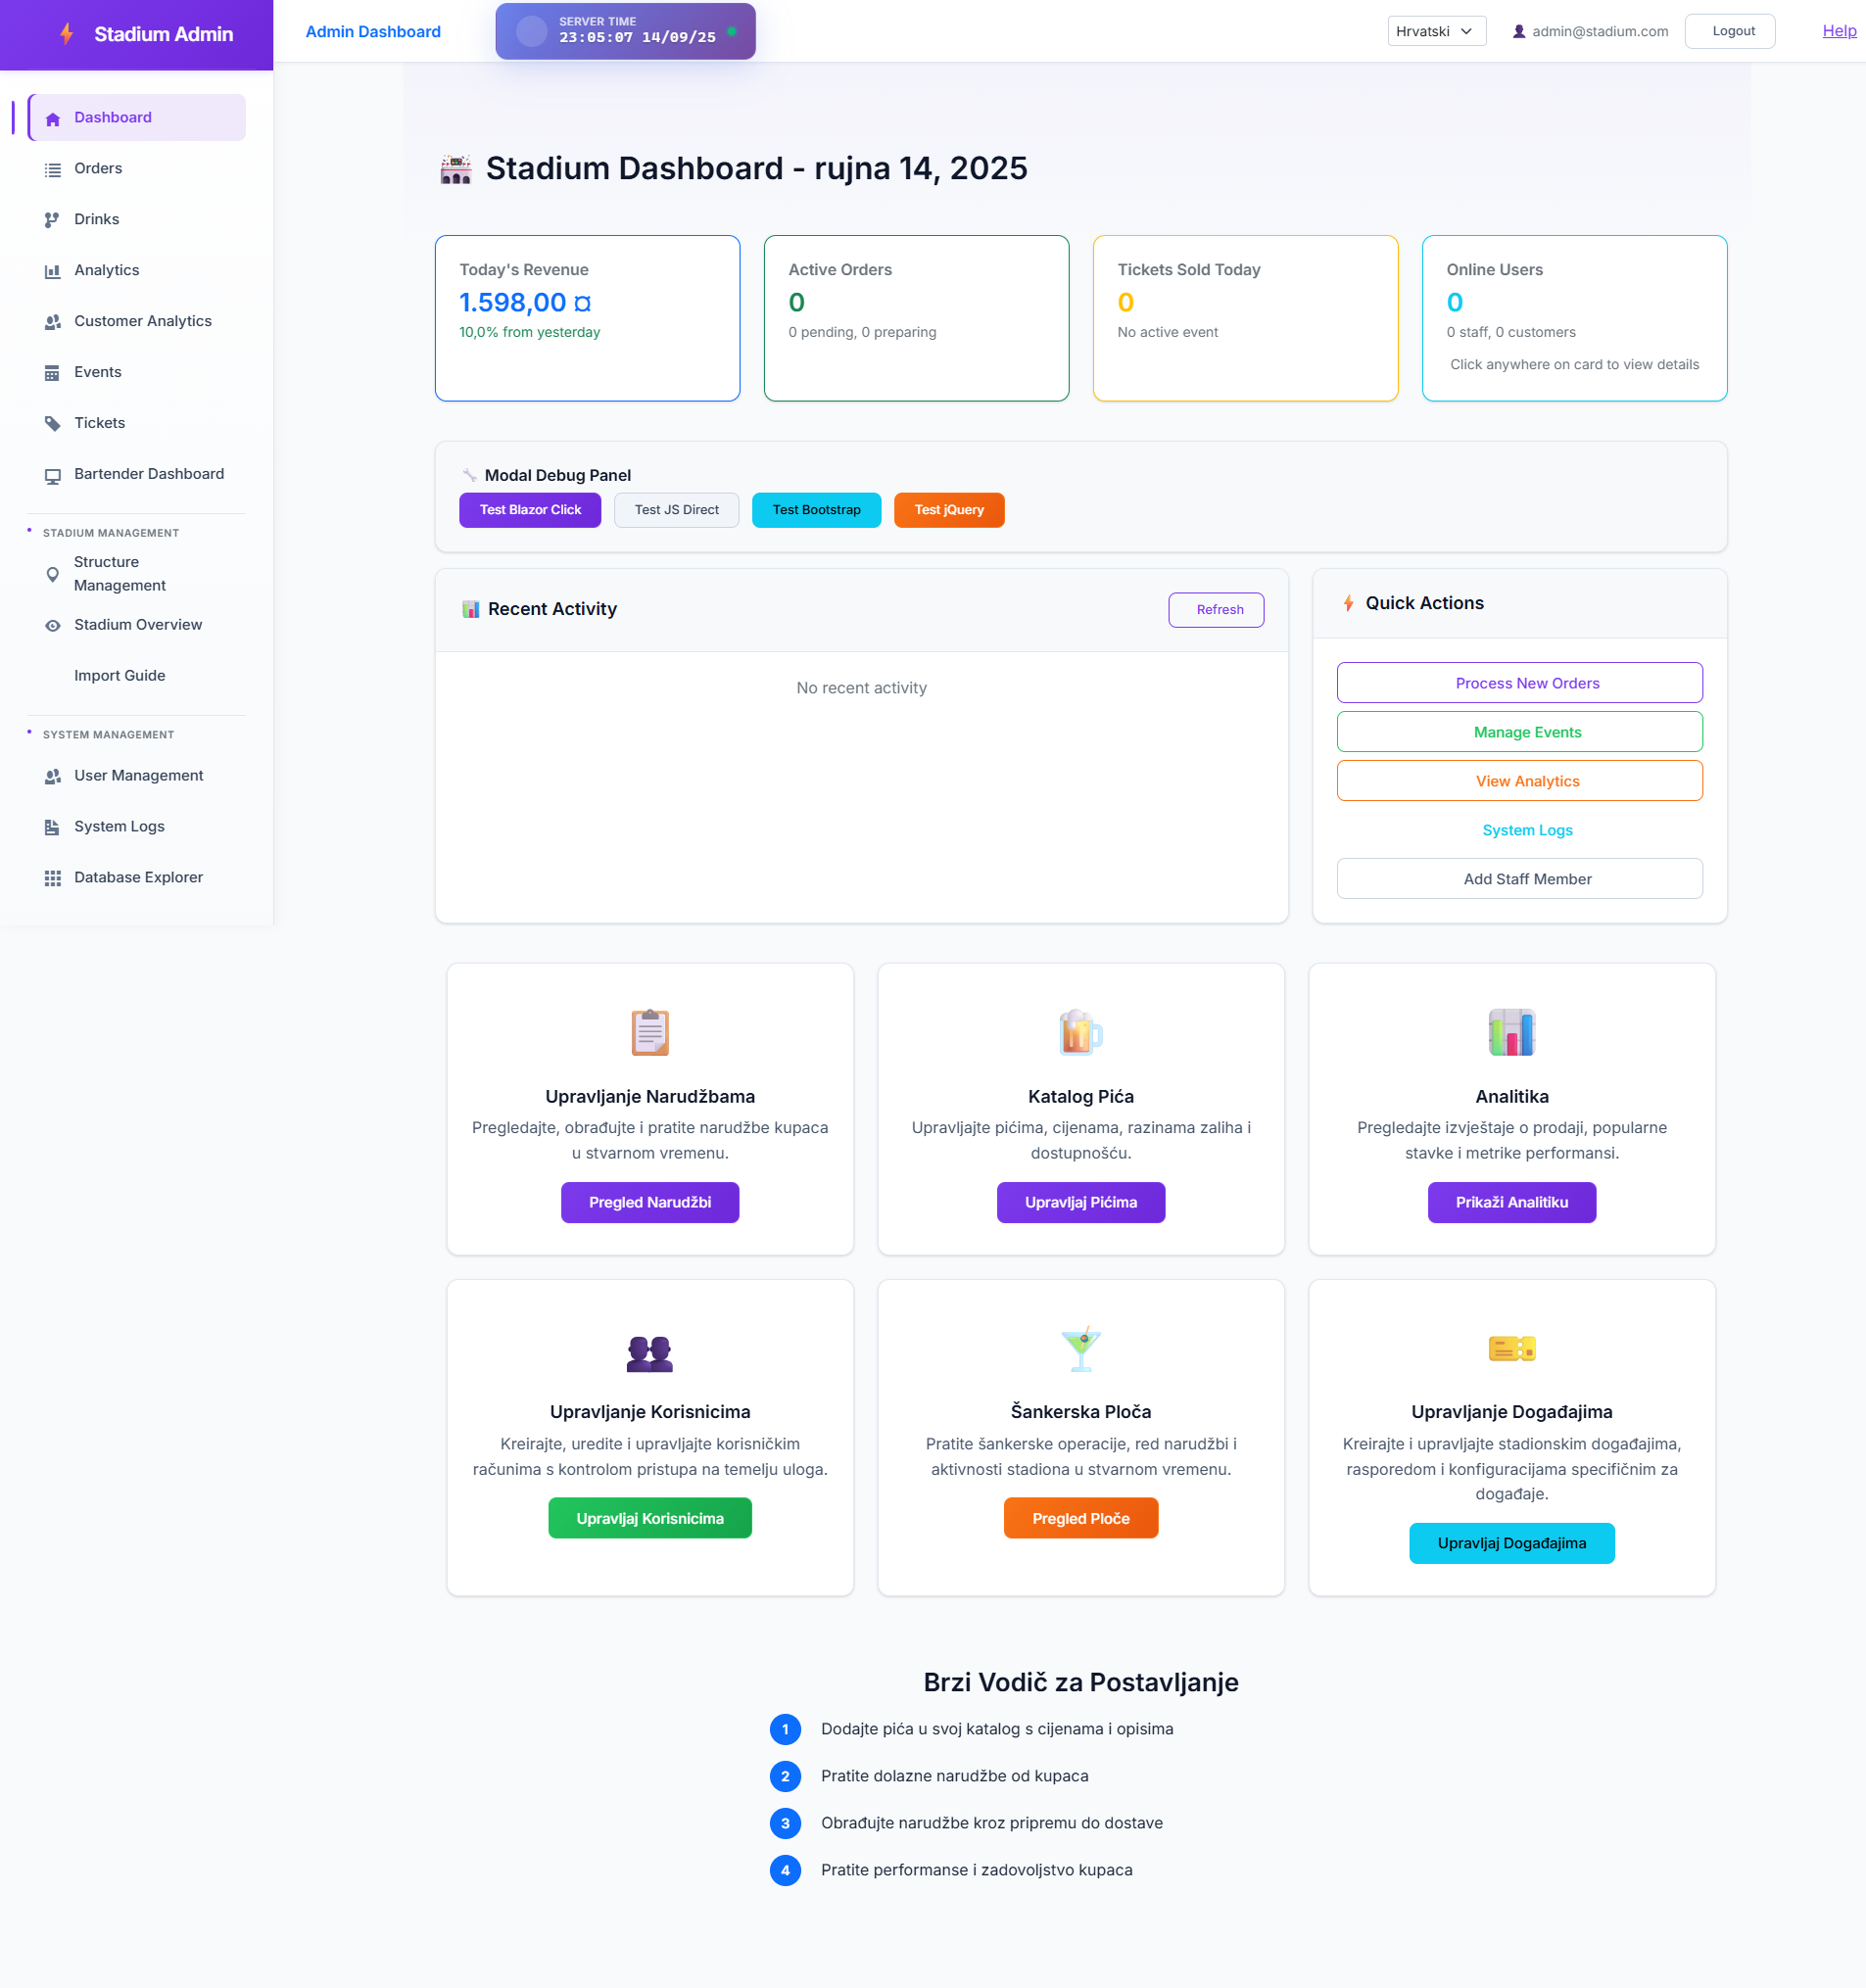 Stadium Admin
Admin Dashboard
SERVER TIME
23:05:07 14/09/25
Hrvatski
admin@stadium.com
Logout
Help
Dashboard
Orders
Drinks
Analytics
Customer Analytics
Events
Tickets
Bartender Dashboard
STADIUM MANAGEMENT
Structure
Management
Stadium Overview
Import Guide
SYSTEM MANAGEMENT
User Management
System Logs
Database Explorer
Stadium Dashboard - rujna 14, 2025
Today's Revenue
1.598,00 ¤
10,0% from yesterday
Active Orders
0
0 pending, 0 preparing
Tickets Sold Today
0
No active event
Online Users
0
0 staff, 0 customers
Click anywhere on card to view details
Modal Debug Panel
Test Blazor Click
Test JS Direct
Test Bootstrap
Test jQuery
Recent Activity
Refresh
No recent activity
Quick Actions
Process New Orders
Manage Events
View Analytics
System Logs
Add Staff Member
Upravljanje Narudžbama
Pregledajte, obrađujte i pratite narudžbe kupaca
u stvarnom vremenu.
Pregled Narudžbi
Katalog Pića
Upravljajte pićima, cijenama, razinama zaliha i
dostupnošću.
Upravljaj Pićima
Analitika
Pregledajte izvještaje o prodaji, popularne
stavke i metrike performansi.
Prikaži Analitiku
Upravljanje Korisnicima
Kreirajte, uredite i upravljajte korisničkim
računima s kontrolom pristupa na temelju uloga.
Upravljaj Korisnicima
Šankerska Ploča
Pratite šankerske operacije, red narudžbi i
aktivnosti stadiona u stvarnom vremenu.
Pregled Ploče
Upravljanje Događajima
Kreirajte i upravljajte stadionskim događajima,
rasporedom i konfiguracijama specifičnim za
događaje.
Upravljaj Događajima
Brzi Vodič za Postavljanje
1 Dodajte pića u svoj katalog s cijenama i opisima
2 Pratite dolazne narudžbe od kupaca
3 Obrađujte narudžbe kroz pripremu do dostave
4 Pratite performanse i zadovoljstvo kupaca